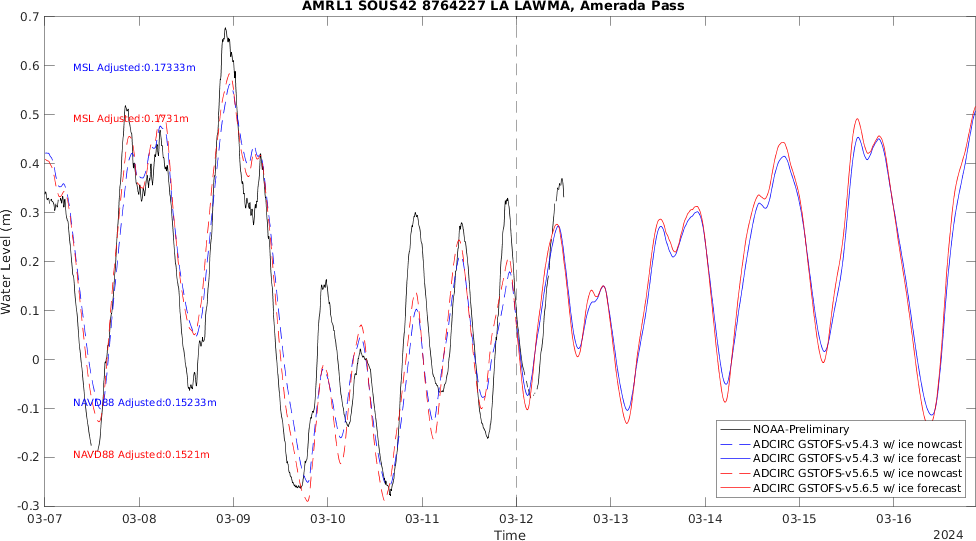 AMRL1 SOUS42 8764227 LA LAWMA, Amerada Pass
0.7
0.6
0.5
0.4
0.3
0.2
0.1
0
-0.1
-0.2
-0.3
Water Level (m)
MSL Adjusted:0.17333m
MSL Adjusted:0.1731m
NAVD88 Adjusted:0.15233m
NAVD88 Adjusted:0.1521m
NOAA-Preliminary
ADCIRC GSTOFS-v5.4.3 w/ ice nowcast
ADCIRC GSTOFS-v5.4.3 w/ ice forecast
ADCIRC GSTOFS-v5.6.5 w/ ice nowcast
ADCIRC GSTOFS-v5.6.5 w/ ice forecast
03-07 03-08 03-09 03-10 03-11 03-12 03-13 03-14 03-15 03-16
Time
2024